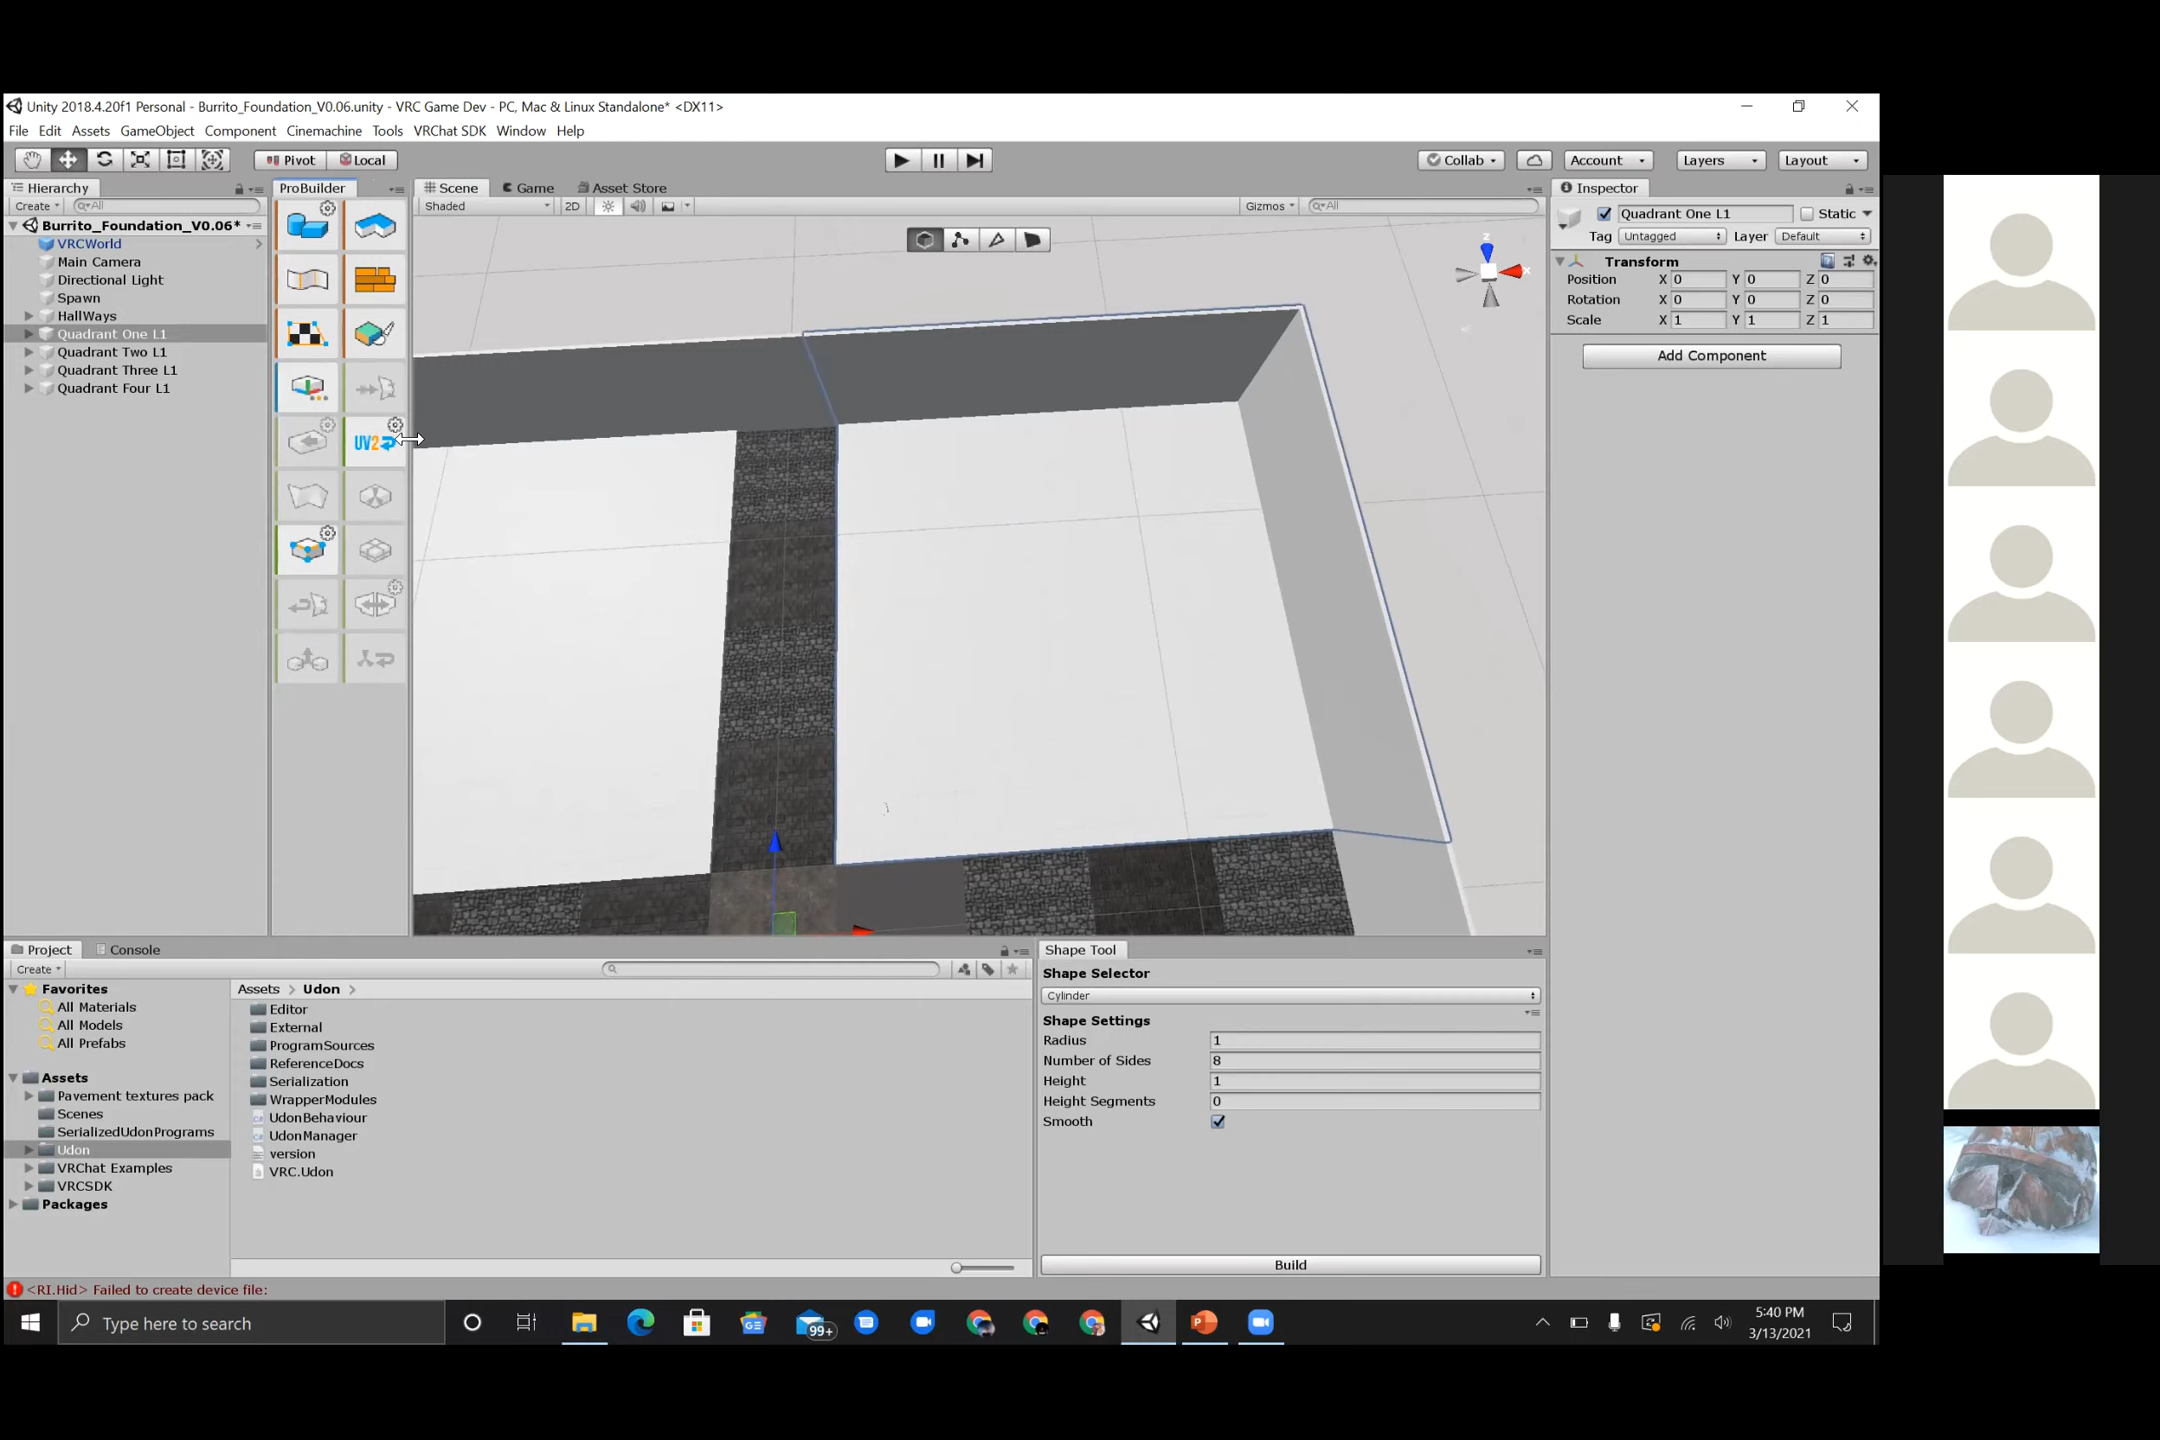 Unity 2018.4.20f1 Personal - Burrito_Foundation_V0.06.unity - VRC Game Dev - PC, Mac & Linux Standalone* <DX11>
File Edit Assets GameObject Component Cinemachine Tools VRChat SDK Window Help
Pivot Local Collab Account Layers Layout
Hierarchy ProBuilder Scene Game Asset Store Inspector
Create All Shaded 2D Gizmos All
Burrito_Foundation_V0.06*
VRCWorld
Main Camera
Directional Light
Spawn
HallWays
Quadrant One L1
Quadrant Two L1
Quadrant Three L1
Quadrant Four L1
UV2
Z
X
Quadrant One L1 Static
Tag Untagged Layer Default
Transform
Position X 0 Y 0 Z 0
Rotation X 0 Y 0 Z 0
Scale X 1 Y 1 Z 1
Add Component
Project Console
Create
Favorites
All Materials
All Models
All Prefabs
Assets
Pavement textures pack
Scenes
SerializedUdonPrograms
Udon
VRChat Examples
VRCSDK
Packages
Assets > Udon >
Editor
External
ProgramSources
ReferenceDocs
Serialization
WrapperModules
UdonBehaviour
UdonManager
version
VRC.Udon
Shape Tool
Shape Selector
Cylinder
Shape Settings
Radius 1
Number of Sides 8
Height 1
Height Segments 0
Smooth
Build
<RI.Hid> Failed to create device file:
Type here to search
99+
GE
P
5:40 PM
3/13/2021